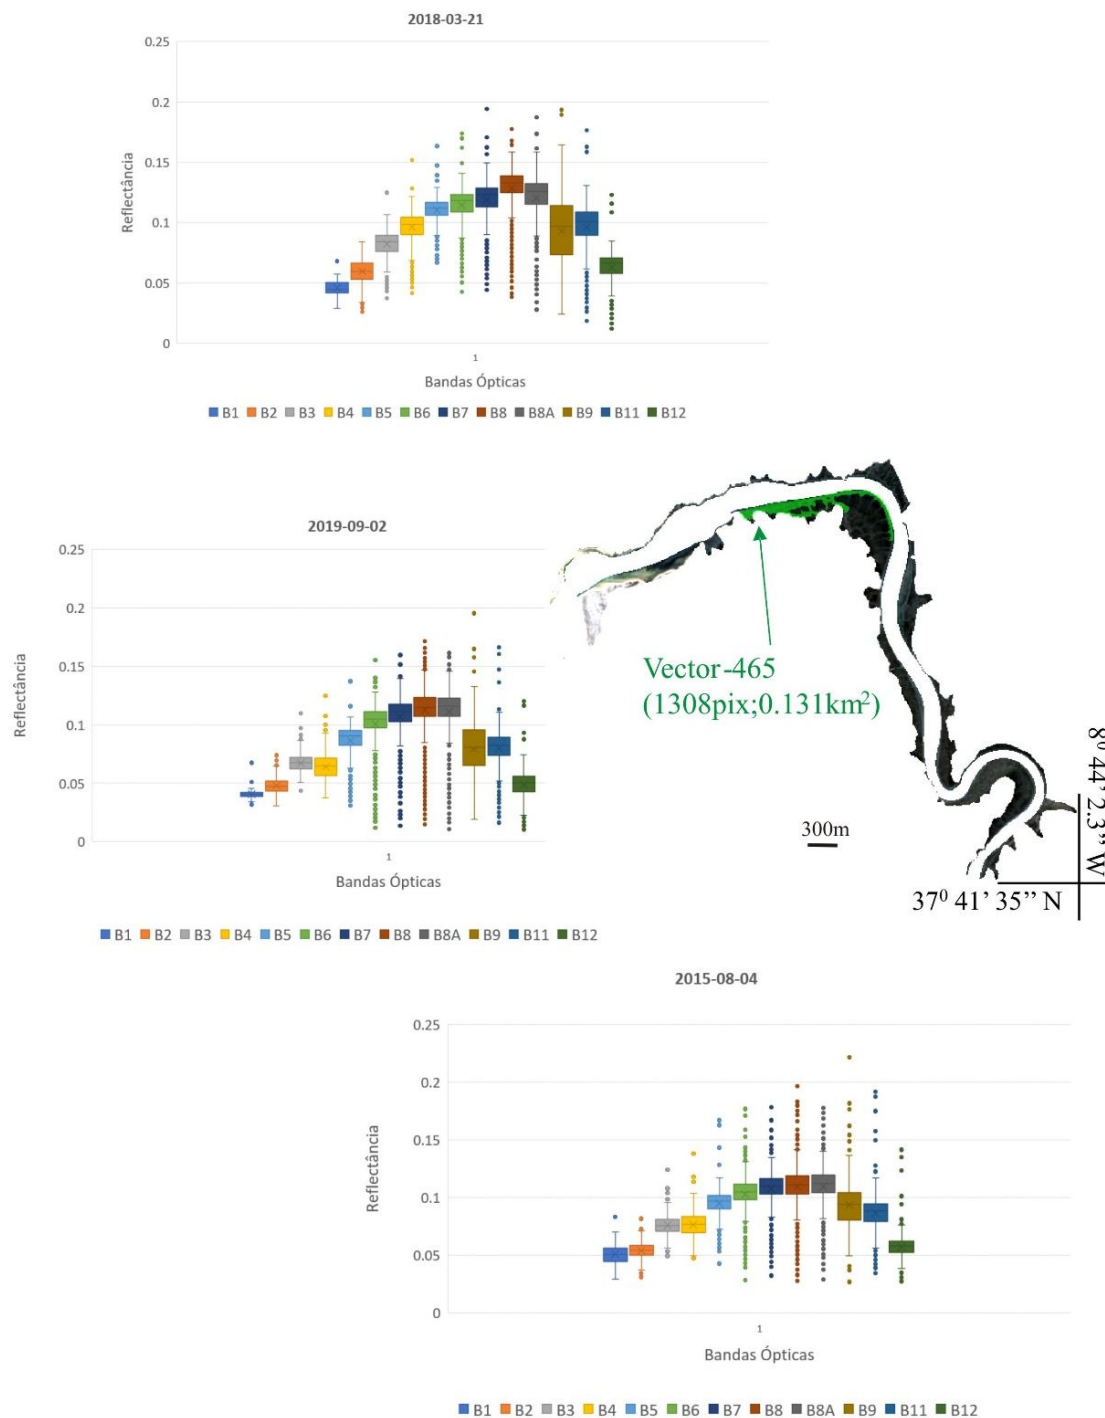 2018-03-21
0.25
0.2
0.15
0.1
0.05
0
Reflectância
1
Bandas Ópticas
B1 B2 B3 B4 B5 B6 B7 B8 B8A B9 B11 B12
2019-09-02
0.25
0.2
0.15
0.1
0.05
0
Reflectância
1
Bandas Ópticas
B1 B2 B3 B4 B5 B6 B7 B8 B8A B9 B11 B12
Vector-465
(1308pix;0.131km²)
300m
8⁰ 44’ 2.3” W
37⁰ 41’ 35” N
2015-08-04
0.25
0.2
0.15
0.1
0.05
0
Reflectância
1
Bandas Ópticas
B1 B2 B3 B4 B5 B6 B7 B8 B8A B9 B11 B12